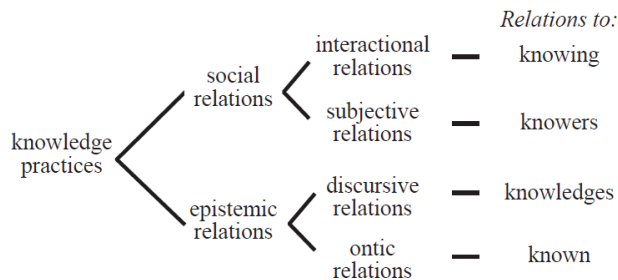 Relations to:
interactional
relations
knowing
social
relations
subjective
relations
knowers
knowledge
practices
discursive
relations
knowledges
epistemic
relations
ontic
relations
known